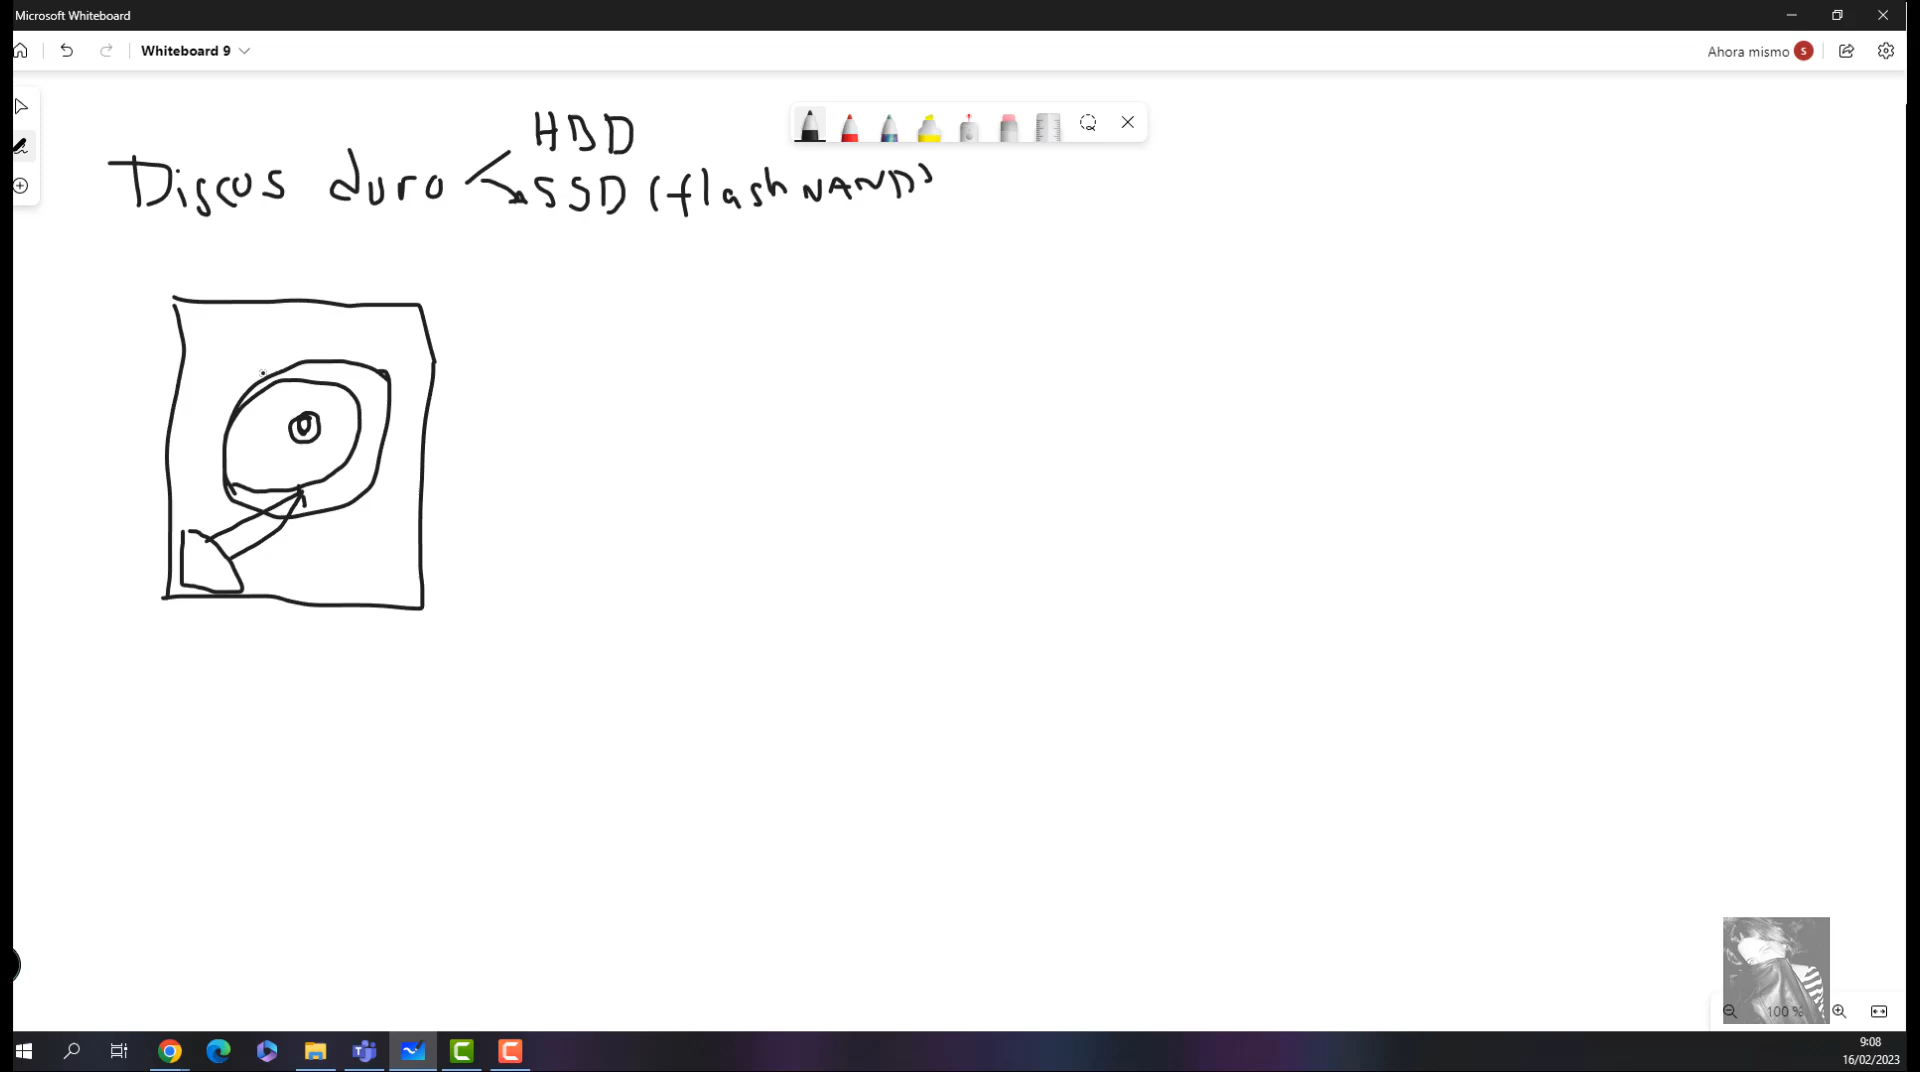 Microsoft Whiteboard
Whiteboard 9
Ahora mismo S
HDD
Discos duro
SSD (flash NAND)
100 %
9:08
16/02/2023